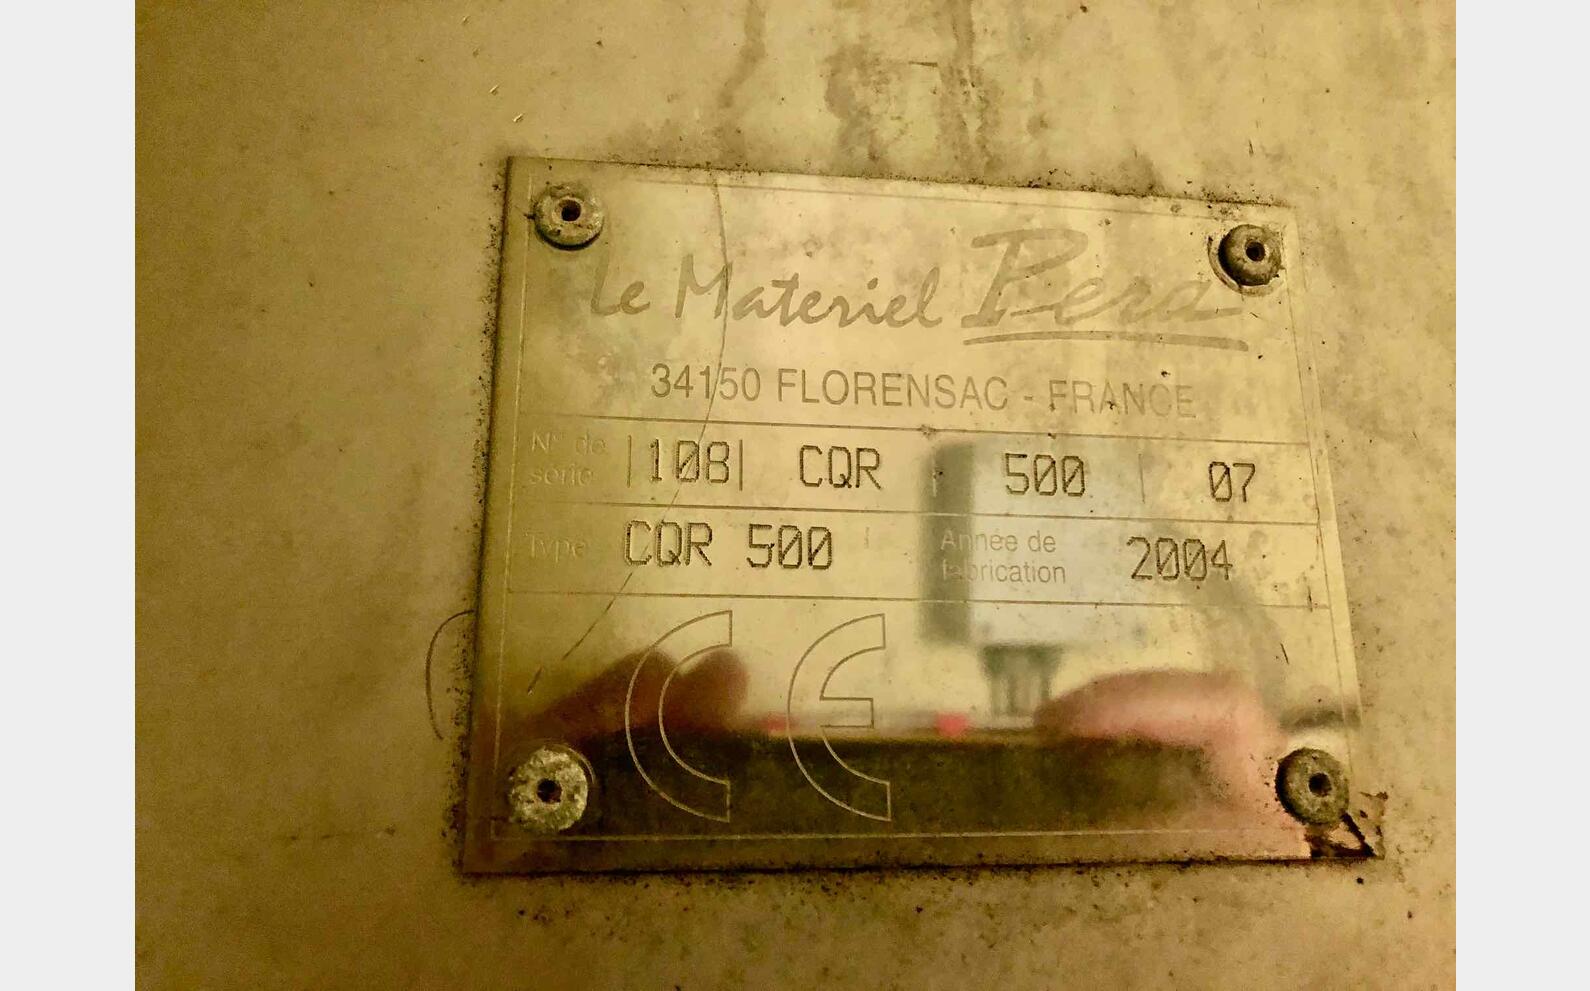 Le Materiel Pera
34150 FLORENSAC - FRANCE
N° de série | 108 | CQR | 500 | 07
Type CQR 500 Année de fabrication 2004
CE